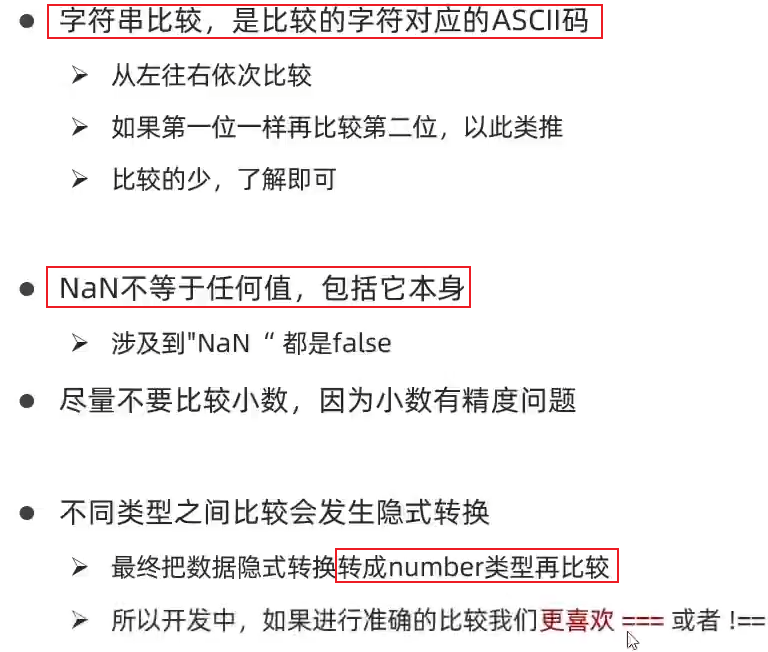 字符串比较，是比较的字符对应的ASCII码
从左往右依次比较
如果第一位一样再比较第二位，以此类推
比较的少，了解即可
NaN不等于任何值，包括它本身
涉及到"NaN “ 都是false
尽量不要比较小数，因为小数有精度问题
不同类型之间比较会发生隐式转换
最终把数据隐式转换转成number类型再比较
所以开发中，如果进行准确的比较我们更喜欢 === 或者 !==